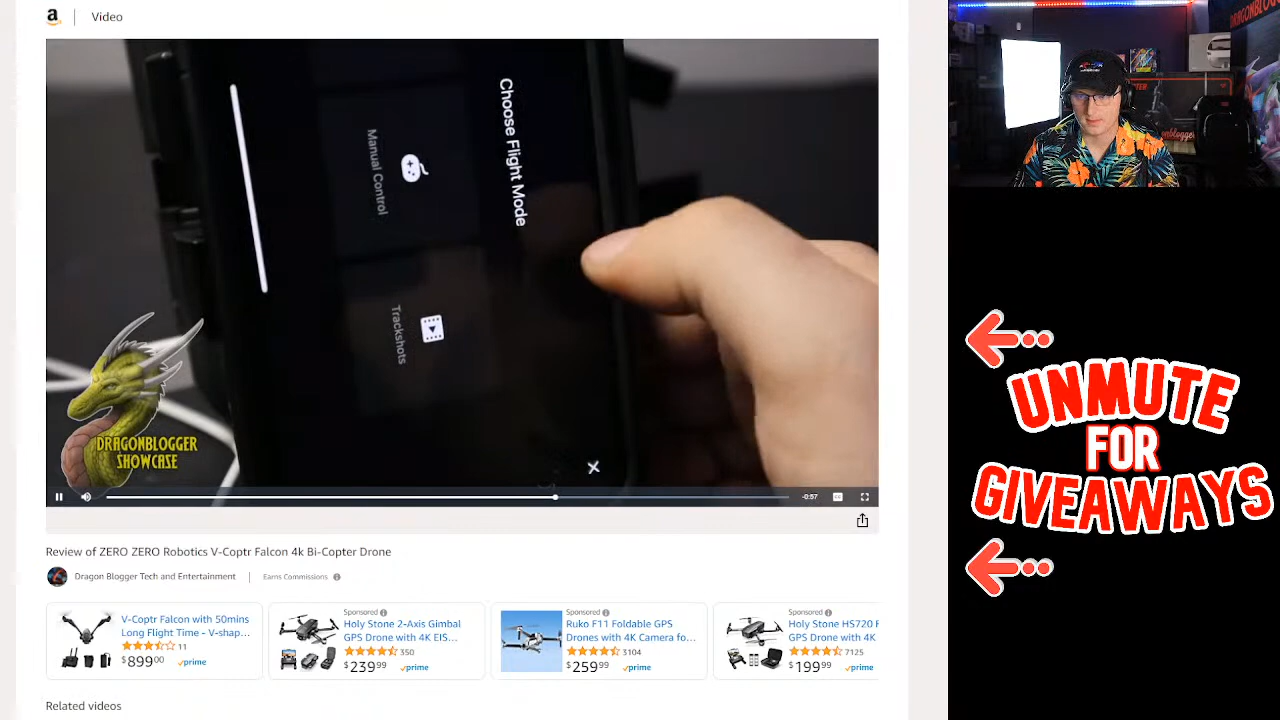 a | Video
Choose Flight Mode
Manual Control
Trackshots
DRAGONBLOGGER
SHOWCASE
-0:57
CC
Review of ZERO ZERO Robotics V-Coptr Falcon 4k Bi-Copter Drone
Dragon Blogger Tech and Entertainment | Earns Commissions
V-Coptr Falcon with 50mins
Long Flight Time - V-shap...
11
$89900 prime
Sponsored
Holy Stone 2-Axis Gimbal
GPS Drone with 4K EIS...
350
$23999 prime
Sponsored
Ruko F11 Foldable GPS
Drones with 4K Camera fo...
3104
$25999 prime
Sponsored
Holy Stone HS720 F
GPS Drone with 4K
7125
$19999 prime
Related videos
UNMUTE
FOR
GIVEAWAYS